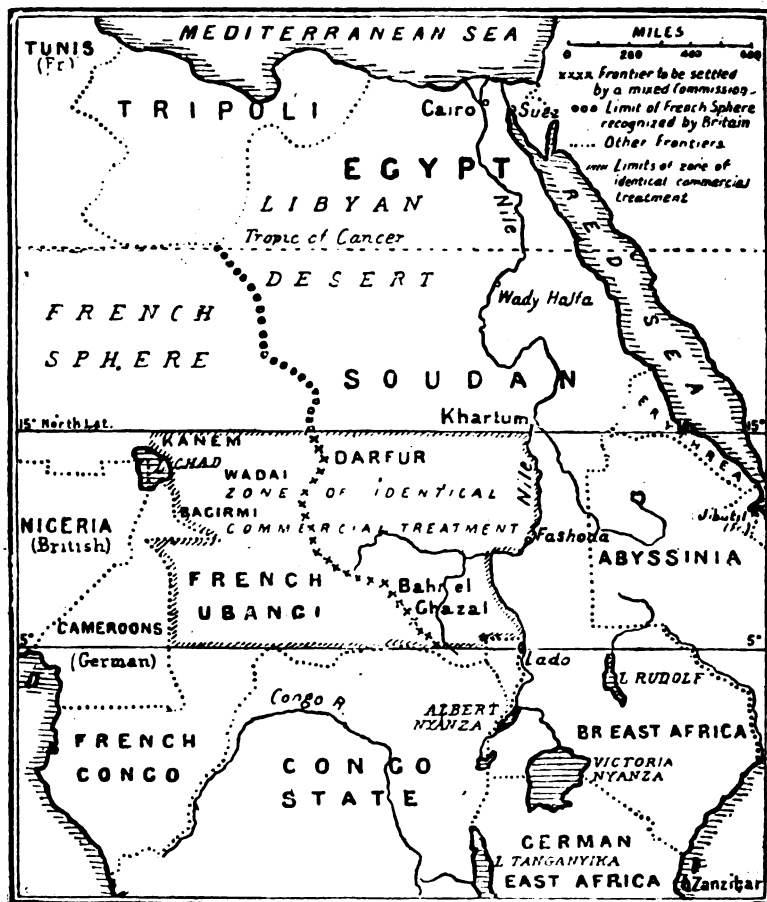 MEDITERRANEAN SEA
TUNIS
(Fr.)
MILES
0 200 400 600
xxxx Frontier to be settled
by a mixed Commission.
●●● Limit of French Sphere
recognized by Britain
..... Other Frontiers
Limits of zone of
identical commercial
treatment
TRIPOLI
Cairo
Suez
EGYPT
LIBYAN
Nile
RED SEA
Tropic of Cancer
DESERT
FRENCH
SPHERE
Wady Halfa
SOUDAN
15° North Lat.
Khartum
15°
ERYTHREA
KANEM
L. CHAD
WADAI
DARFUR
ZONE OF IDENTICAL
Nile
BAGIRMI
COMMERCIAL TREATMENT
Jibutil
(Fr.)
NIGERIA
(British)
Fashoda
ABYSSINIA
FRENCH
UBANGI
Bahr el
Ghazal
CAMEROONS
5°
5°
(German)
Lado
L RUDOLF
Congo R
ALBERT
NYANZA
BR EAST AFRICA
FRENCH
CONGO
CONGO
STATE
VICTORIA
NYANZA
GERMAN
L TANGANYIKA
EAST AFRICA
Zanzibar